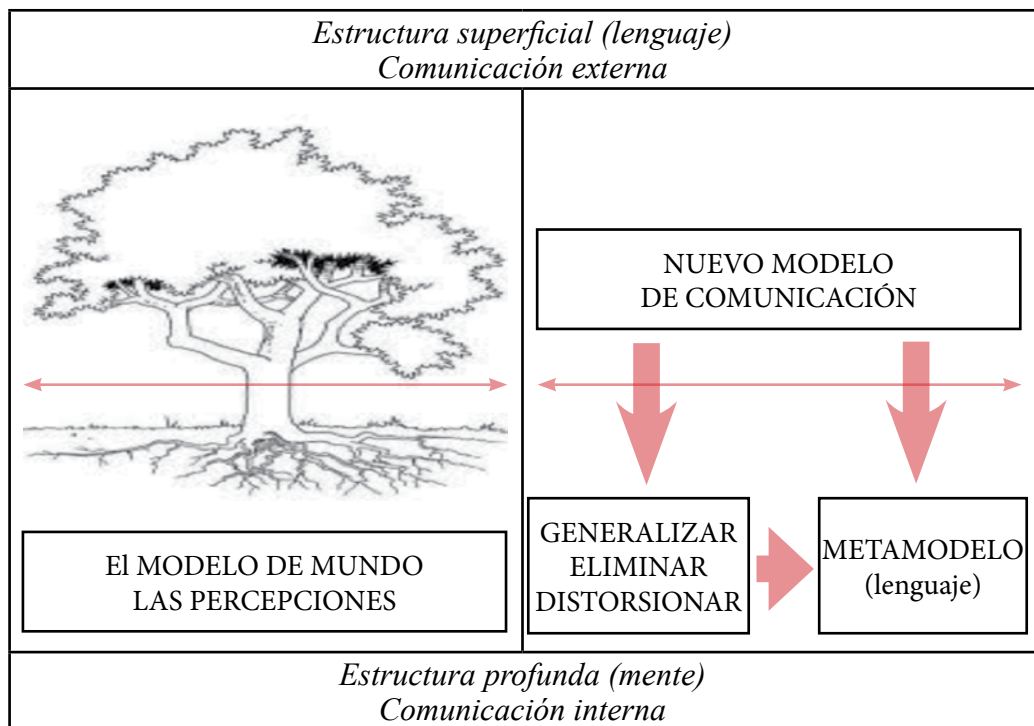 Estructura superficial (lenguaje)
Comunicación externa
NUEVO MODELO
DE COMUNICACIÓN
El MODELO DE MUNDO
LAS PERCEPCIONES
GENERALIZAR
ELIMINAR
DISTORSIONAR
METAMODELO
(lenguaje)
Estructura profunda (mente)
Comunicación interna